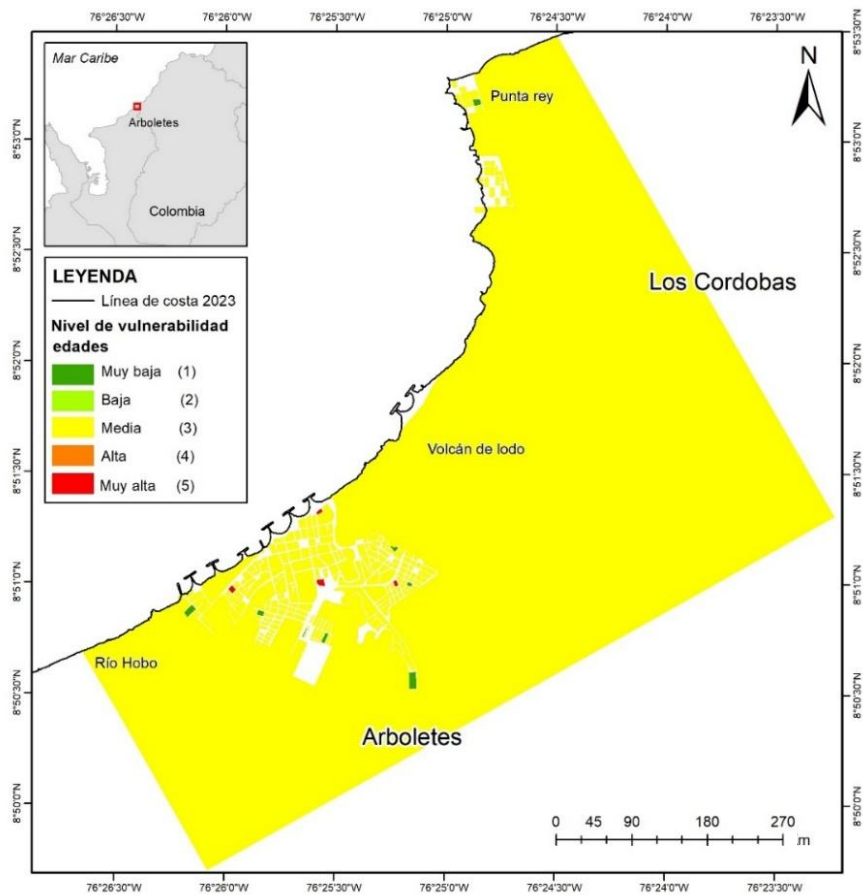 76°26'30"W 76°26'0"W 76°25'30"W 76°25'0"W 76°24'30"W 76°24'0"W 76°23'30"W
8°53'30"N
Mar Caribe
Arboletes
Colombia
N
Punta rey
8°53'0"N 8°53'0"N
8°52'30"N 8°52'30"N
Los Cordobas
LEYENDA
Línea de costa 2023
Nivel de vulnerabilidad
edades
Muy baja (1)
Baja (2)
Media (3)
Alta (4)
Muy alta (5)
8°52'0"N 8°52'0"N
Volcán de lodo
8°51'30"N 8°51'30"N
8°51'0"N 8°51'0"N
Río Hobo
8°50'30"N 8°50'30"N
Arboletes
8°50'0"N 8°50'0"N
0 45 90 180 270
m
76°26'30"W 76°26'0"W 76°25'30"W 76°25'0"W 76°24'30"W 76°24'0"W 76°23'30"W